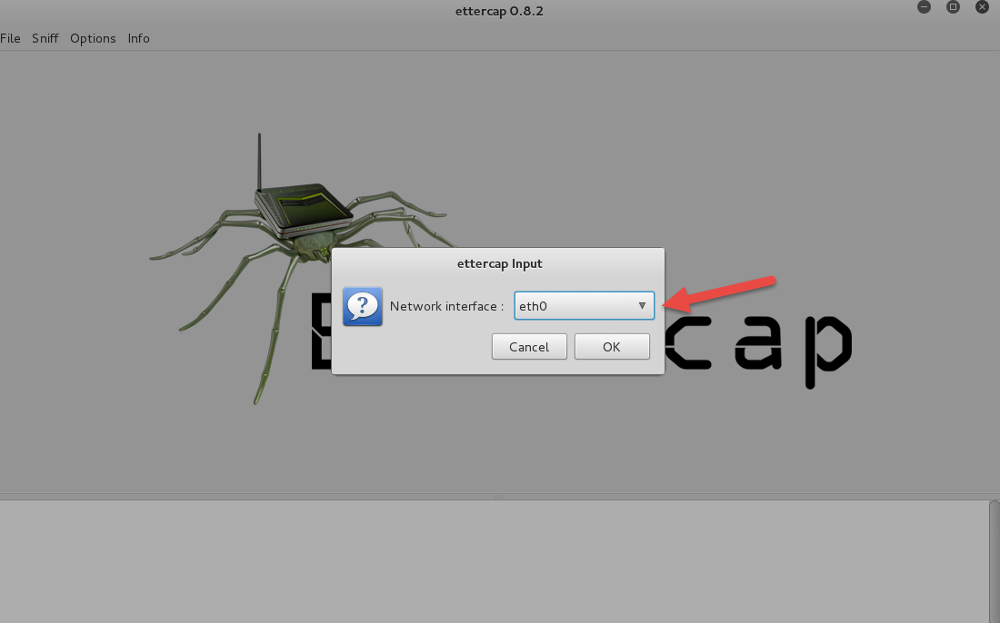 ettercap 0.8.2
File Sniff Options Info
ettercap Input
?
Network interface : eth0
Cancel OK
E cap